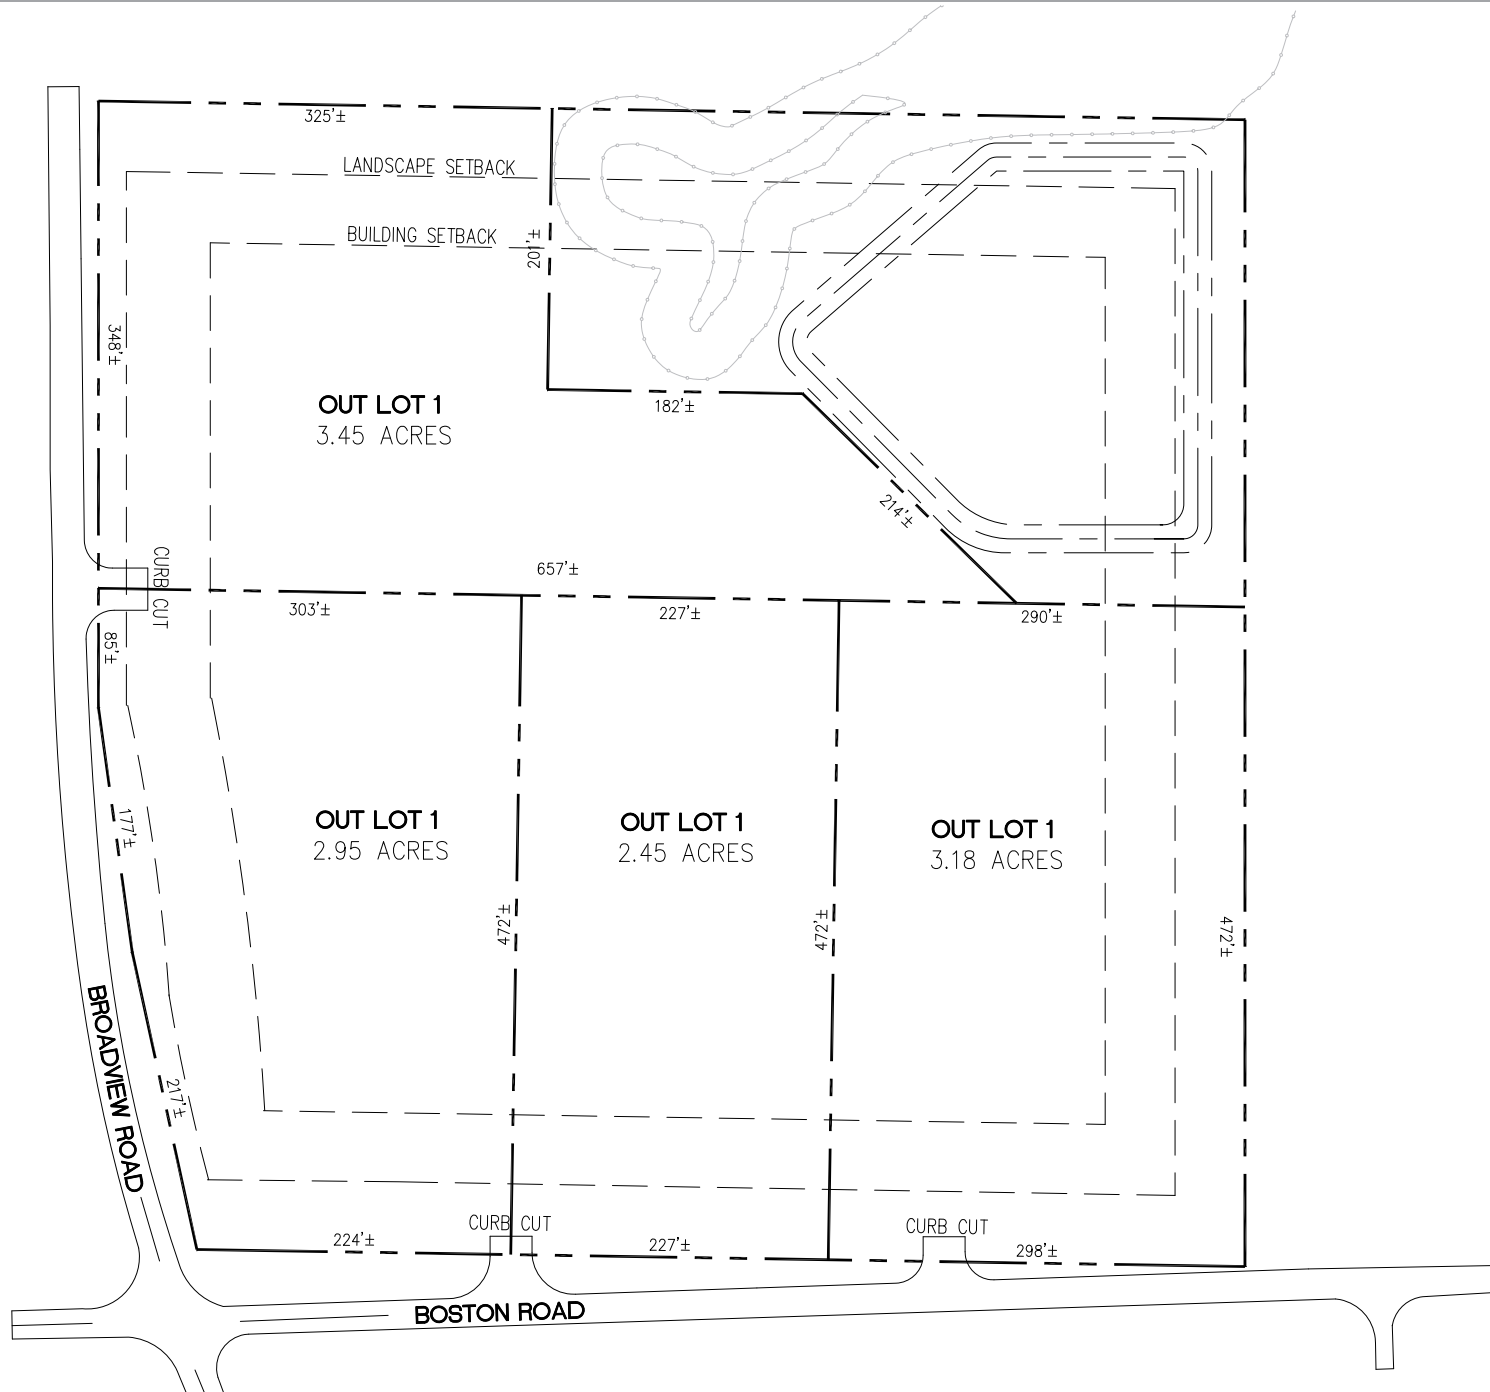 325'±
LANDSCAPE SETBACK
BUILDING SETBACK
201'±
348'±
OUT LOT 1
3.45 ACRES
182'±
214'±
CURB CUT
657'±
303'±
227'±
290'±
85'±
177'±
OUT LOT 1
2.95 ACRES
OUT LOT 1
2.45 ACRES
OUT LOT 1
3.18 ACRES
472'±
472'±
472'±
BROADVIEW ROAD
217'±
CURB CUT
CURB CUT
224'±
227'±
298'±
BOSTON ROAD